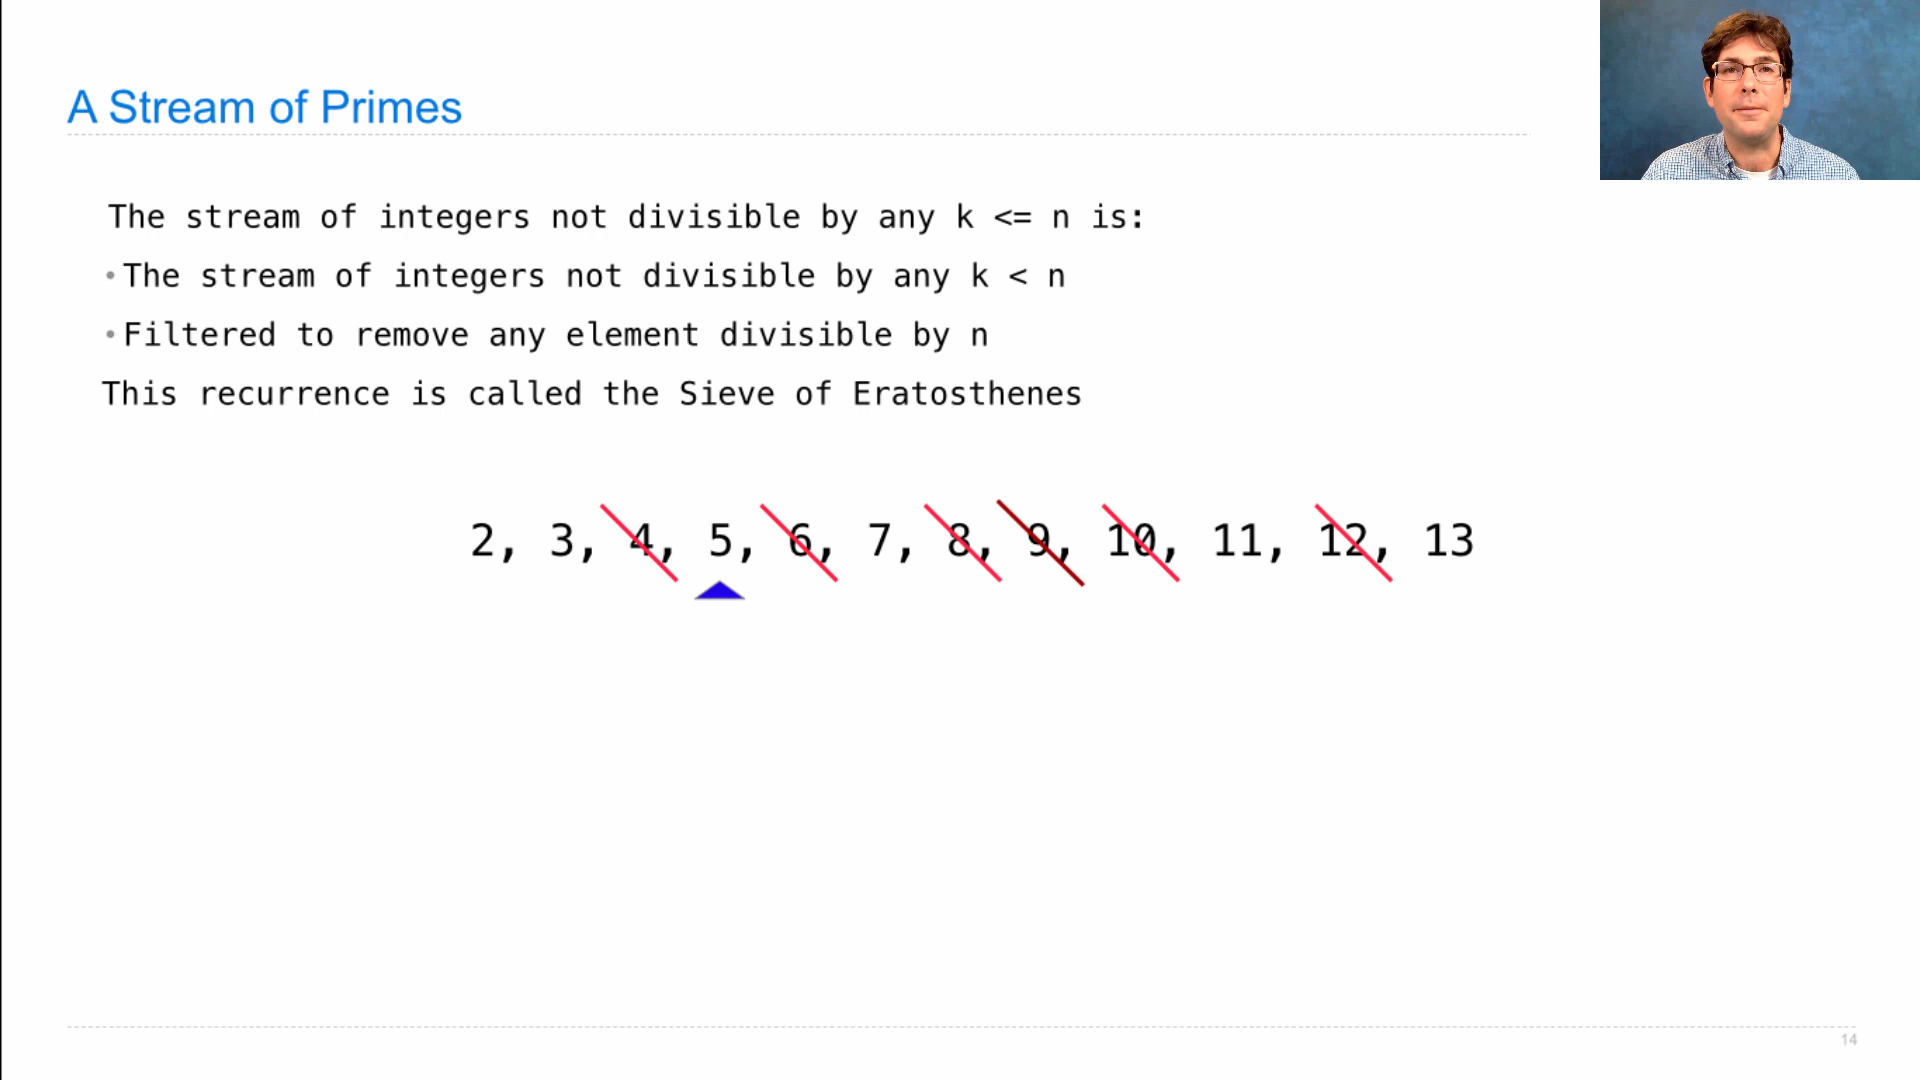 A Stream of Primes
The stream of integers not divisible by any k <= n is:
•The stream of integers not divisible by any k < n
•Filtered to remove any element divisible by n
This recurrence is called the Sieve of Eratosthenes
2, 3, 4, 5, 6, 7, 8, 9, 10, 11, 12, 13
14